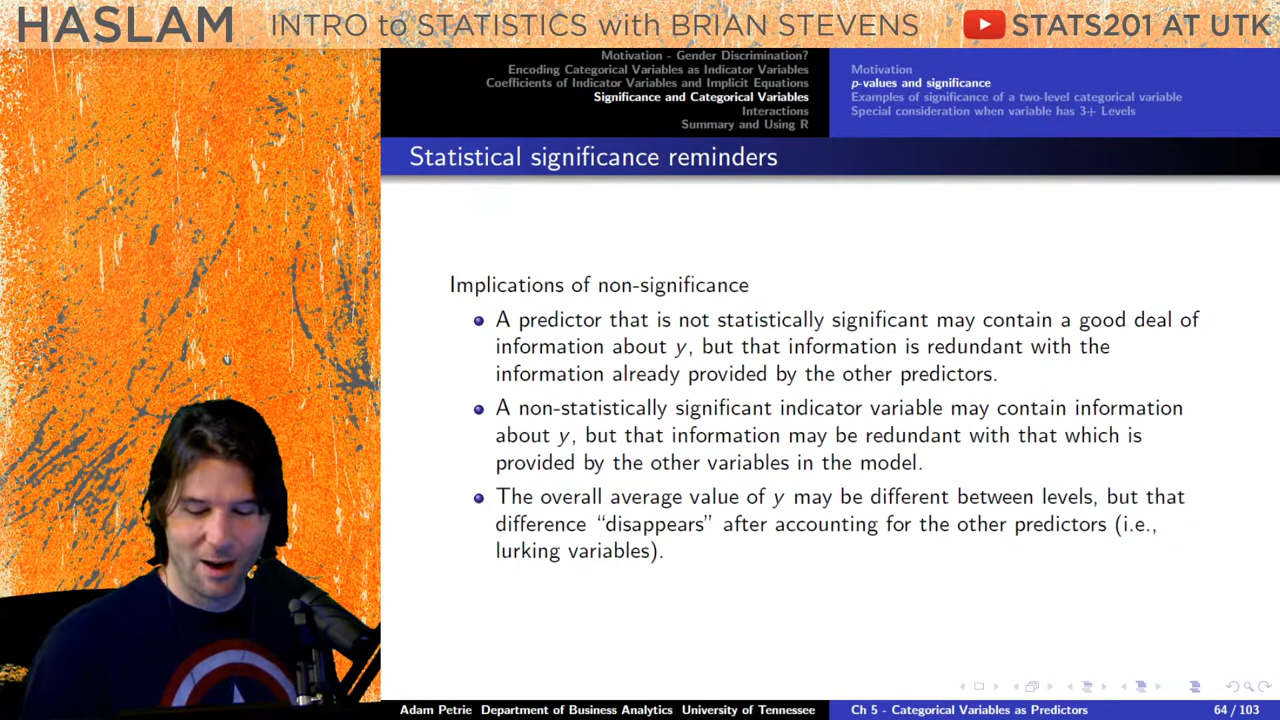 HASLAM INTRO to STATISTICS with BRIAN STEVENS STATS201 AT UTK
Motivation - Gender Discrimination?
Encoding Categorical Variables as Indicator Variables
Coefficients of Indicator Variables and Implicit Equations
Significance and Categorical Variables
Interactions
Summary and Using R
Motivation
p-values and significance
Examples of significance of a two-level categorical variable
Special consideration when variable has 3+ Levels
Statistical significance reminders
Implications of non-significance
A predictor that is not statistically significant may contain a good deal of
information about y, but that information is redundant with the
information already provided by the other predictors.
A non-statistically significant indicator variable may contain information
about y, but that information may be redundant with that which is
provided by the other variables in the model.
The overall average value of y may be different between levels, but that
difference “disappears” after accounting for the other predictors (i.e.,
lurking variables).
Adam Petrie Department of Business Analytics University of Tennessee
Ch 5 - Categorical Variables as Predictors
64 / 103